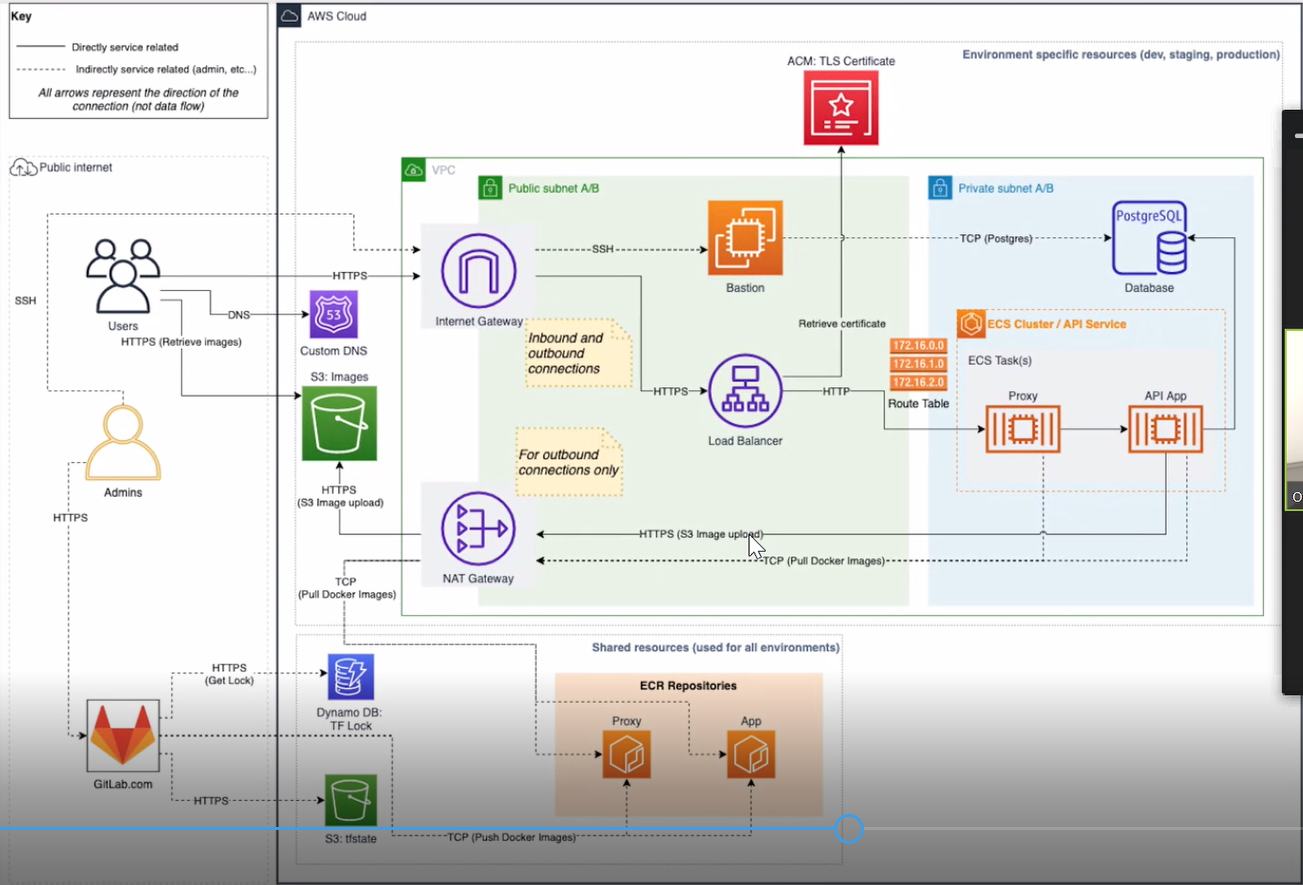 Key
Directly service related
Indirectly service related (admin, etc...)
All arrows represent the direction of the
connection (not data flow)
AWS Cloud
Environment specific resources (dev, staging, production)
ACM: TLS Certificate
Public internet
VPC
Public subnet A/B
Private subnet A/B
PostgreSQL
SSH
TCP (Postgres)
HTTPS
Bastion
Database
SSH
Users
DNS
53
Internet Gateway
Custom DNS
HTTPS (Retrieve images)
Retrieve certificate
ECS Cluster / API Service
Inbound and
outbound
connections
172.16.0.0
172.16.1.0
172.16.2.0
ECS Task(s)
S3: Images
HTTPS
HTTP
Route Table
Proxy
API App
Load Balancer
For outbound
connections only
Admins
HTTPS
(S3 Image upload)
HTTPS
HTTPS (S3 Image upload)
TCP (Pull Docker Images)
NAT Gateway
TCP
(Pull Docker Images)
Shared resources (used for all environments)
HTTPS
(Get Lock)
ECR Repositories
Dynamo DB:
TF Lock
Proxy
App
GitLab.com
HTTPS
S3: tfstate
TCP (Push Docker Images)